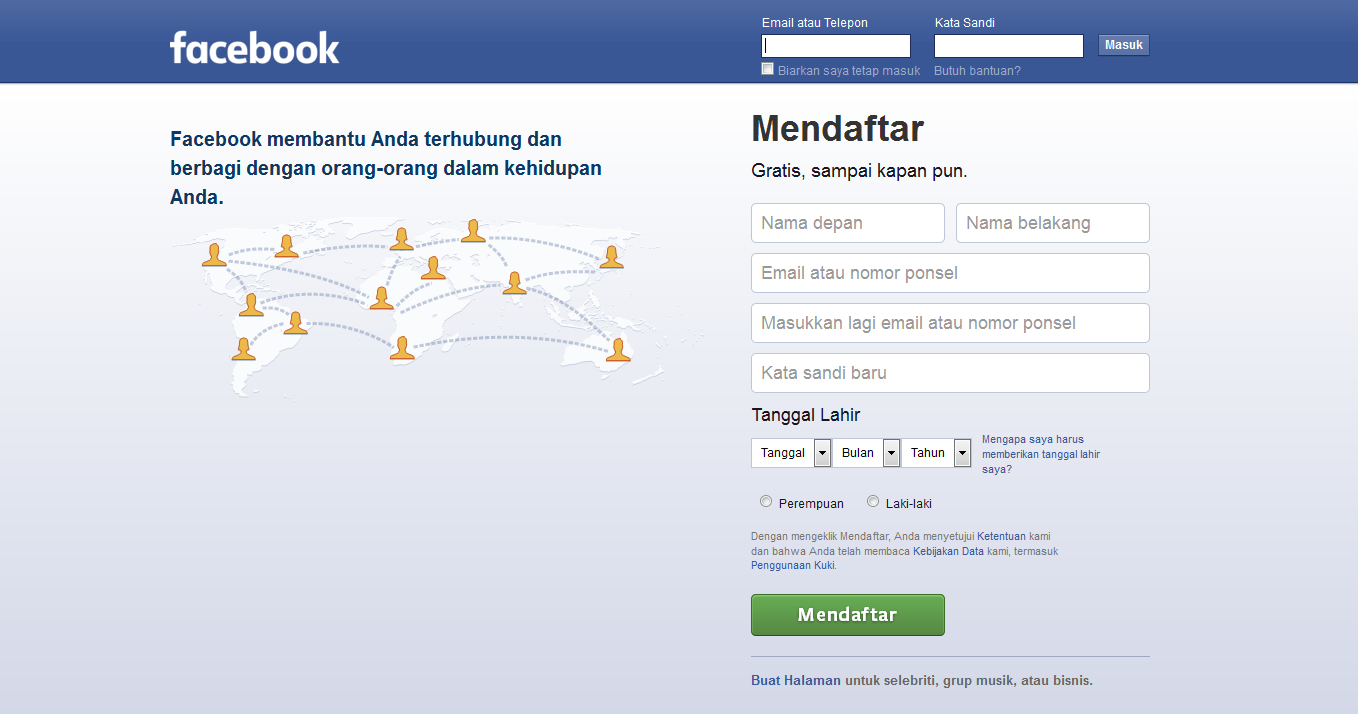 facebook
Email atau Telepon
Kata Sandi
Masuk
Biarkan saya tetap masuk
Butuh bantuan?
Facebook membantu Anda terhubung dan
berbagi dengan orang-orang dalam kehidupan
Anda.
Mendaftar
Gratis, sampai kapan pun.
Nama depan
Nama belakang
Email atau nomor ponsel
Masukkan lagi email atau nomor ponsel
Kata sandi baru
Tanggal Lahir
Tanggal
Bulan
Tahun
Mengapa saya harus
memberikan tanggal lahir
saya?
Perempuan
Laki-laki
Dengan mengeklik Mendaftar, Anda menyetujui Ketentuan kami
dan bahwa Anda telah membaca Kebijakan Data kami, termasuk
Penggunaan Kuki.
Mendaftar
Buat Halaman untuk selebriti, grup musik, atau bisnis.